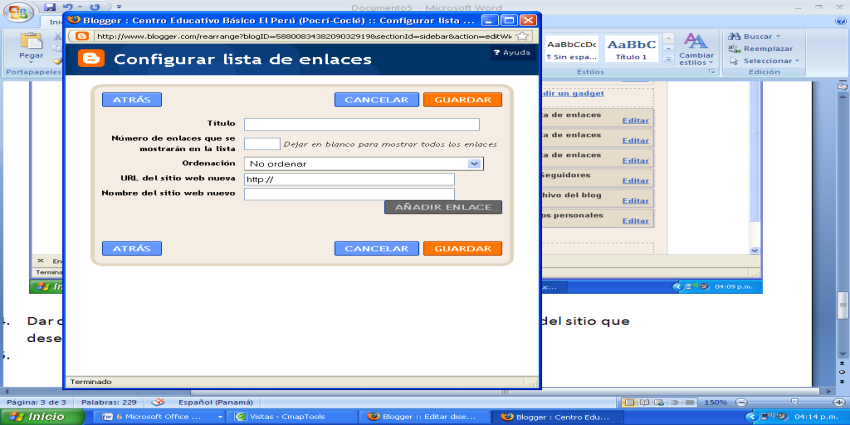 Documento5 - Microsoft Word
Blogger : Centro Educativo Básico El Perú (Pocrí-Coclé) :: Configurar lista ...
http://www.blogger.com/rearrange?blogID=5880083438209032919&sectionId=sidebar&action=editWi
Configurar lista de enlaces
? Ayuda
ATRÁS
CANCELAR
GUARDAR
Título
Número de enlaces que se
mostrarán en la lista
Dejar en blanco para mostrar todos los enlaces
Ordenación
No ordenar
URL del sitio web nueva
http://
Nombre del sitio web nuevo
AÑADIR ENLACE
ATRÁS
CANCELAR
GUARDAR
Terminado
Ini
Pegar
Portapapeles
AaBbCcDc
AaBbC
¶ Sin espa...
Título 1
Cambiar
estilos
Estilos
Buscar
Reemplazar
Seleccionar
Edición
dir un gadget
a de enlaces
Editar
a de enlaces
Editar
a de enlaces
Editar
Seguidores
Editar
hivo del blog
Editar
os personales
Editar
× En
Termina
In
04:09 p.m.
4. Dar c
del sitio que
dese
5.
Página: 3 de 3
Palabras: 229
Español (Panamá)
150%
Inicio
6 Microsoft Office ...
Vistas - CmapTools
Blogger :: Editar dise...
Blogger : Centro Edu...
04:14 p.m.